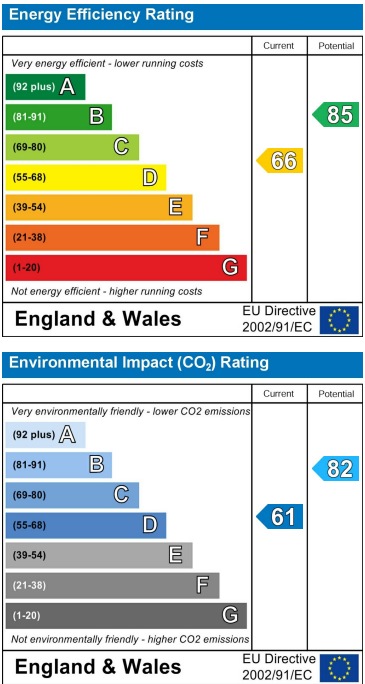 Energy Efficiency Rating
Current Potential
Very energy efficient - lower running costs
(92 plus) A
(81-91) B
85
(69-80) C
66
(55-68) D
(39-54) E
(21-38) F
(1-20) G
Not energy efficient - higher running costs
England & Wales
EU Directive
2002/91/EC
Environmental Impact (CO₂) Rating
Current Potential
Very environmentally friendly - lower CO2 emissions
(92 plus) A
(81-91) B
82
(69-80) C
61
(55-68) D
(39-54) E
(21-38) F
(1-20) G
Not environmentally friendly - higher CO2 emissions
England & Wales
EU Directive
2002/91/EC